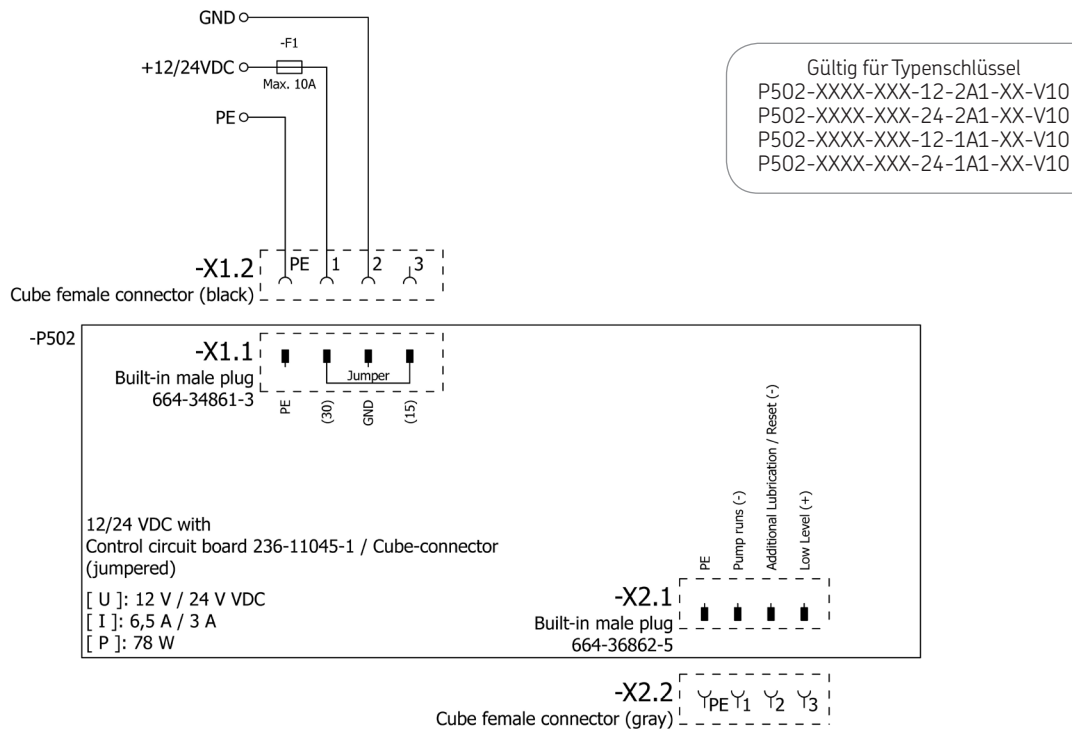 GND
-F1
+12/24VDC
Max. 10A
PE
Gültig für Typenschlüssel
P502-XXXX-XXX-12-2A1-XX-V10
P502-XXXX-XXX-24-2A1-XX-V10
P502-XXXX-XXX-12-1A1-XX-V10
P502-XXXX-XXX-24-1A1-XX-V10
-X1.2
PE 1 2 3
Cube female connector (black)
-P502
-X1.1
Built-in male plug
664-34861-3
Jumper
PE
(30)
GND
(15)
12/24 VDC with
Control circuit board 236-11045-1 / Cube-connector
(jumpered)
[ U ]: 12 V / 24 V VDC
[ I ]: 6,5 A / 3 A
[ P ]: 78 W
PE
Pump runs (-)
Additional Lubrication / Reset (-)
Low Level (+)
-X2.1
Built-in male plug
664-36862-5
-X2.2
Cube female connector (gray)
PE 1 2 3